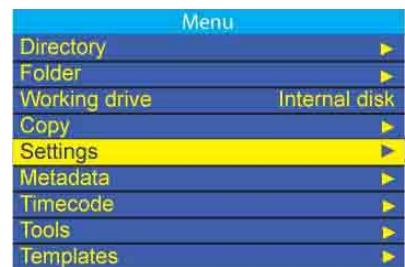 Menu
Directory
Folder
Working drive Internal disk
Copy
Settings
Metadata
Timecode
Tools
Templates